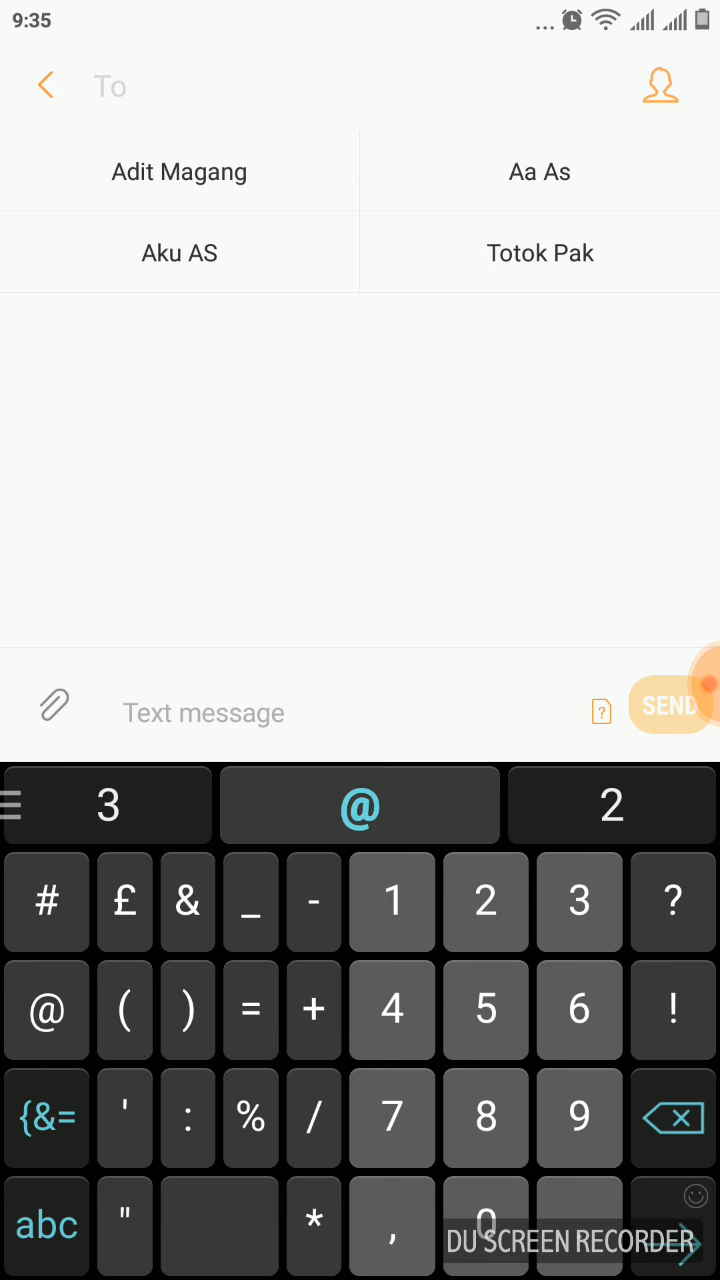 9:35
To
Adit Magang
Aa As
Aku AS
Totok Pak
Text message
?
SEND
3 @ 2
# £ & _ - 1 2 3 ?
@ ( ) = + 4 5 6 !
{&= ' : % / 7 8 9
abc " * , 0
DU SCREEN RECORDER